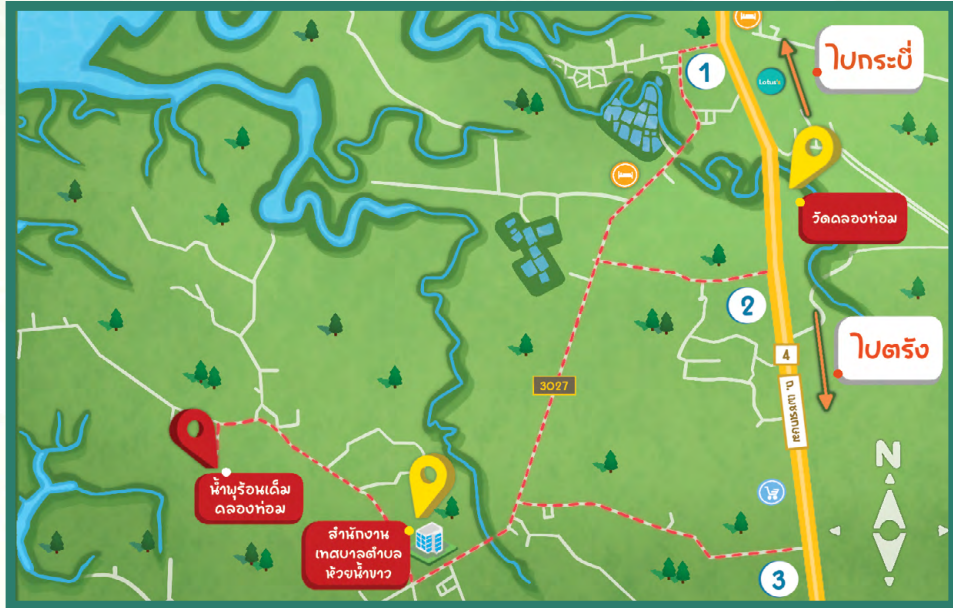 1
Lotus's
ไปกระบี่
วัดคลองท่อม
2
ไปตรัง
4
ถ. เพชรเกษม
3027
N
น้ำพุร้อนเค็ม
คลองท่อม
สำนักงาน
เทศบาลตำบล
ห้วยน้ำขาว
3